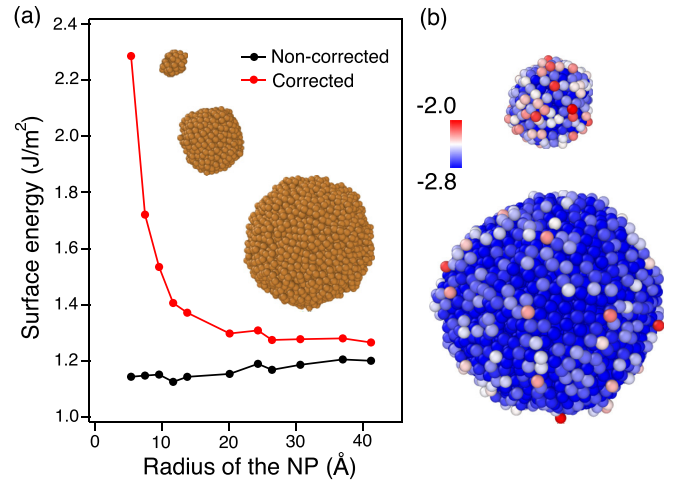 (a)
(b)
2.4
2.2
2.0
1.8
1.6
1.4
1.2
1.0
Surface energy (J/m²)
Non-corrected
Corrected
0
10
20
30
40
Radius of the NP (Å)
-2.0
-2.8